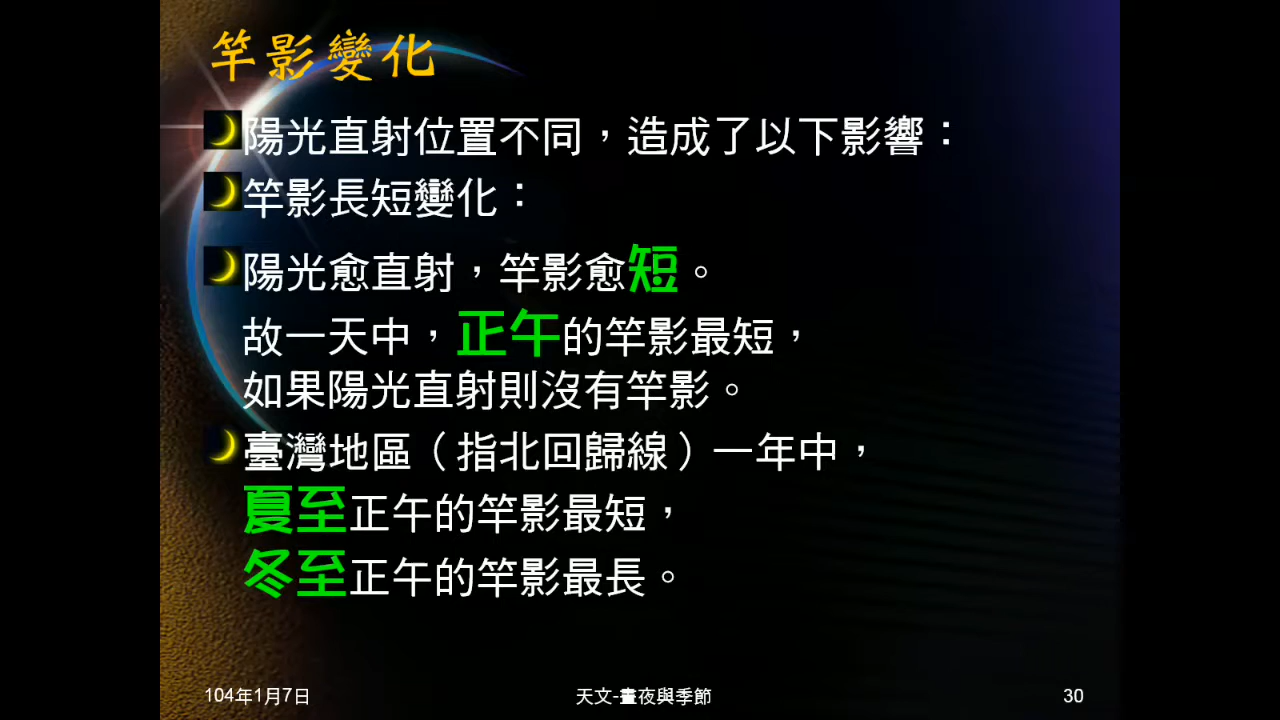 竿影變化
陽光直射位置不同，造成了以下影響：
竿影長短變化：
陽光愈直射，竿影愈短。
故一天中，正午的竿影最短，
如果陽光直射則沒有竿影。
臺灣地區（指北回歸線）一年中，
夏至正午的竿影最短，
冬至正午的竿影最長。
104年1月7日
天文-晝夜與季節
30